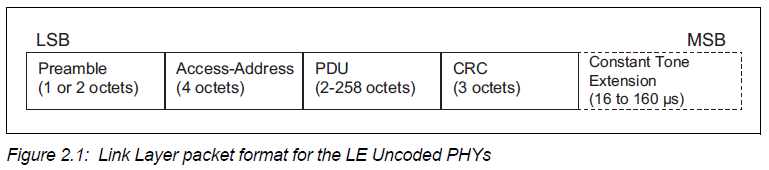 LSB
MSB
Preamble
(1 or 2 octets)
Access-Address
(4 octets)
PDU
(2-258 octets)
CRC
(3 octets)
Constant Tone
Extension
(16 to 160 µs)
Figure 2.1: Link Layer packet format for the LE Uncoded PHYs